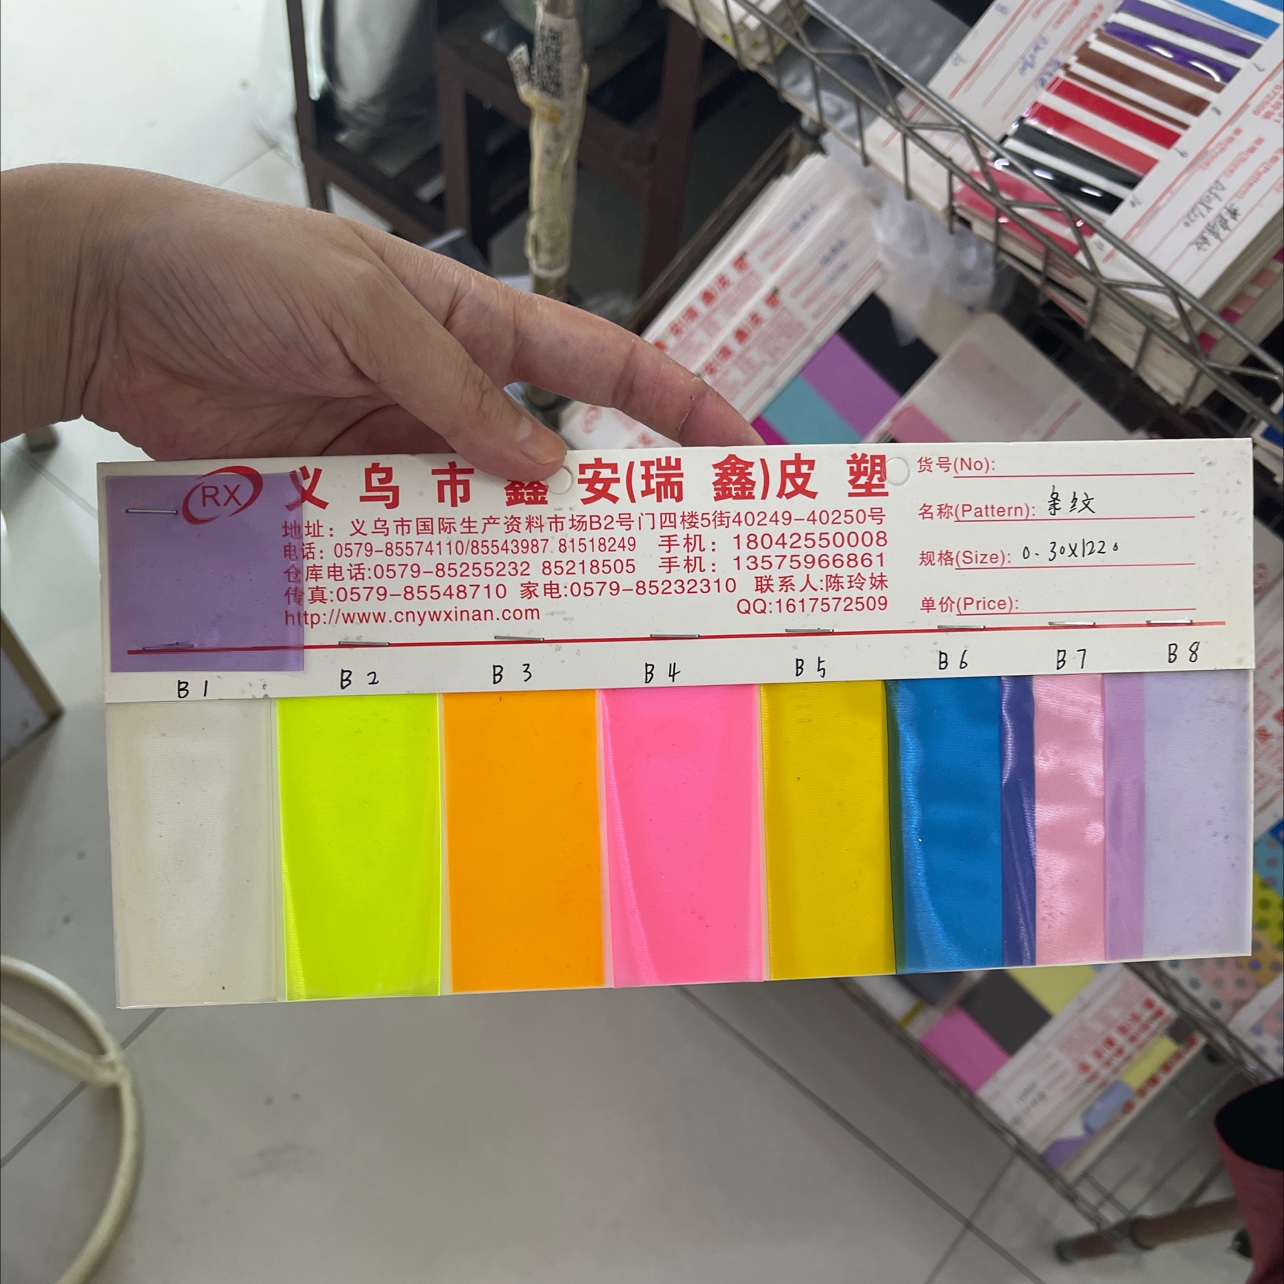 RX 义乌市鑫安(瑞鑫)皮塑
地址：义乌市国际生产资料市场B2号门四楼5街40249-40250号
电话：0579-85574110/85543987 81518249 手机：18042550008
仓库电话:0579-85255232 85218505 手机：13575966861
传真:0579-85548710 家电:0579-85232310 联系人:陈玲妹
http://www.cnywxinan.com QQ:1617572509
货号(No):
名称(Pattern): 条纹
规格(Size): 0.30X1220
单价(Price):
B1 B2 B3 B4 B5 B6 B7 B8